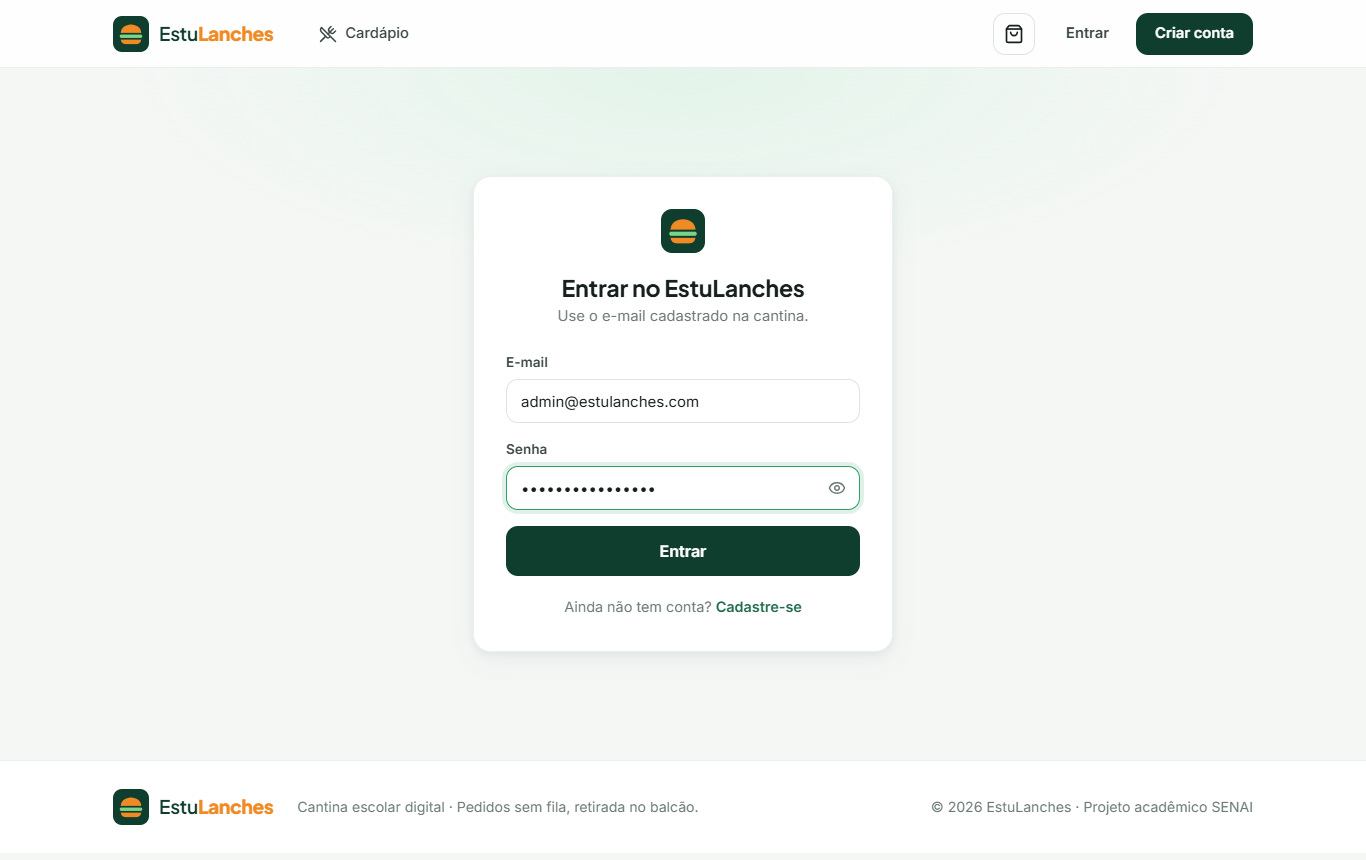 EstuLanches
Cardápio
Entrar
Criar conta
Entrar no EstuLanches
Use o e-mail cadastrado na cantina.
E-mail
admin@estulanches.com
Senha
••••••••••••••••
Entrar
Ainda não tem conta? Cadastre-se
EstuLanches
Cantina escolar digital · Pedidos sem fila, retirada no balcão.
© 2026 EstuLanches · Projeto acadêmico SENAI